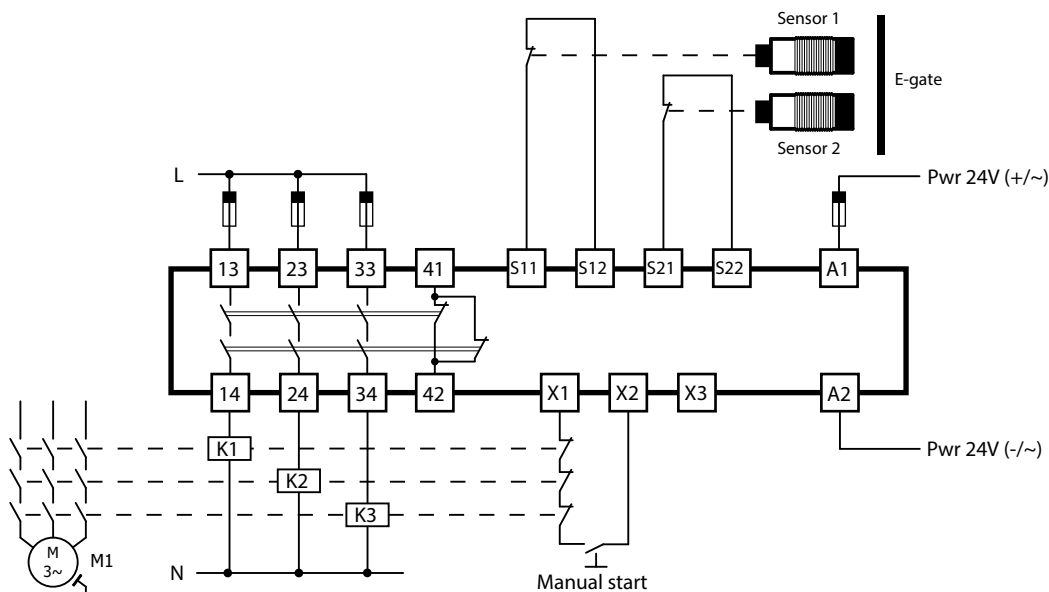 Sensor 1
E-gate
Sensor 2
L
Pwr 24V (+/~)
13 23 33 41 S11 S12 S21 S22 A1
14 24 34 42 X1 X2 X3 A2
K1
Pwr 24V (-/~)
K2
K3
M
3~
M1
N
Manual start